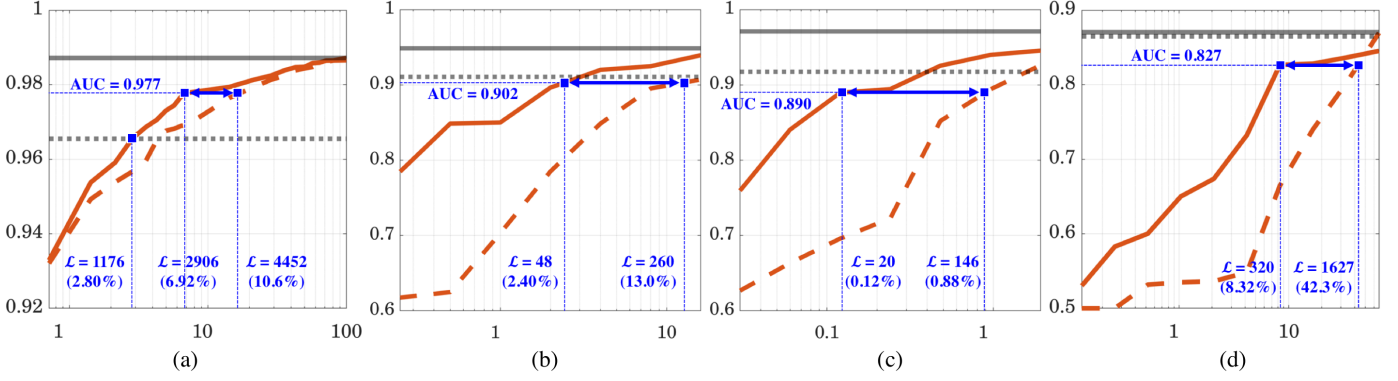 1
0.98
0.96
0.94
0.92
AUC = 0.977
ℒ = 1176
(2.80%)
ℒ = 2906
(6.92%)
ℒ = 4452
(10.6%)
1
10
100
(a)
1
0.9
0.8
0.7
0.6
AUC = 0.902
ℒ = 48
(2.40%)
ℒ = 260
(13.0%)
1
10
(b)
1
0.9
0.8
0.7
0.6
AUC = 0.890
ℒ = 20
(0.12%)
ℒ = 146
(0.88%)
0.1
1
(c)
0.9
0.8
0.7
0.6
0.5
AUC = 0.827
ℒ = 320
(8.32%)
ℒ = 1627
(42.3%)
1
10
(d)